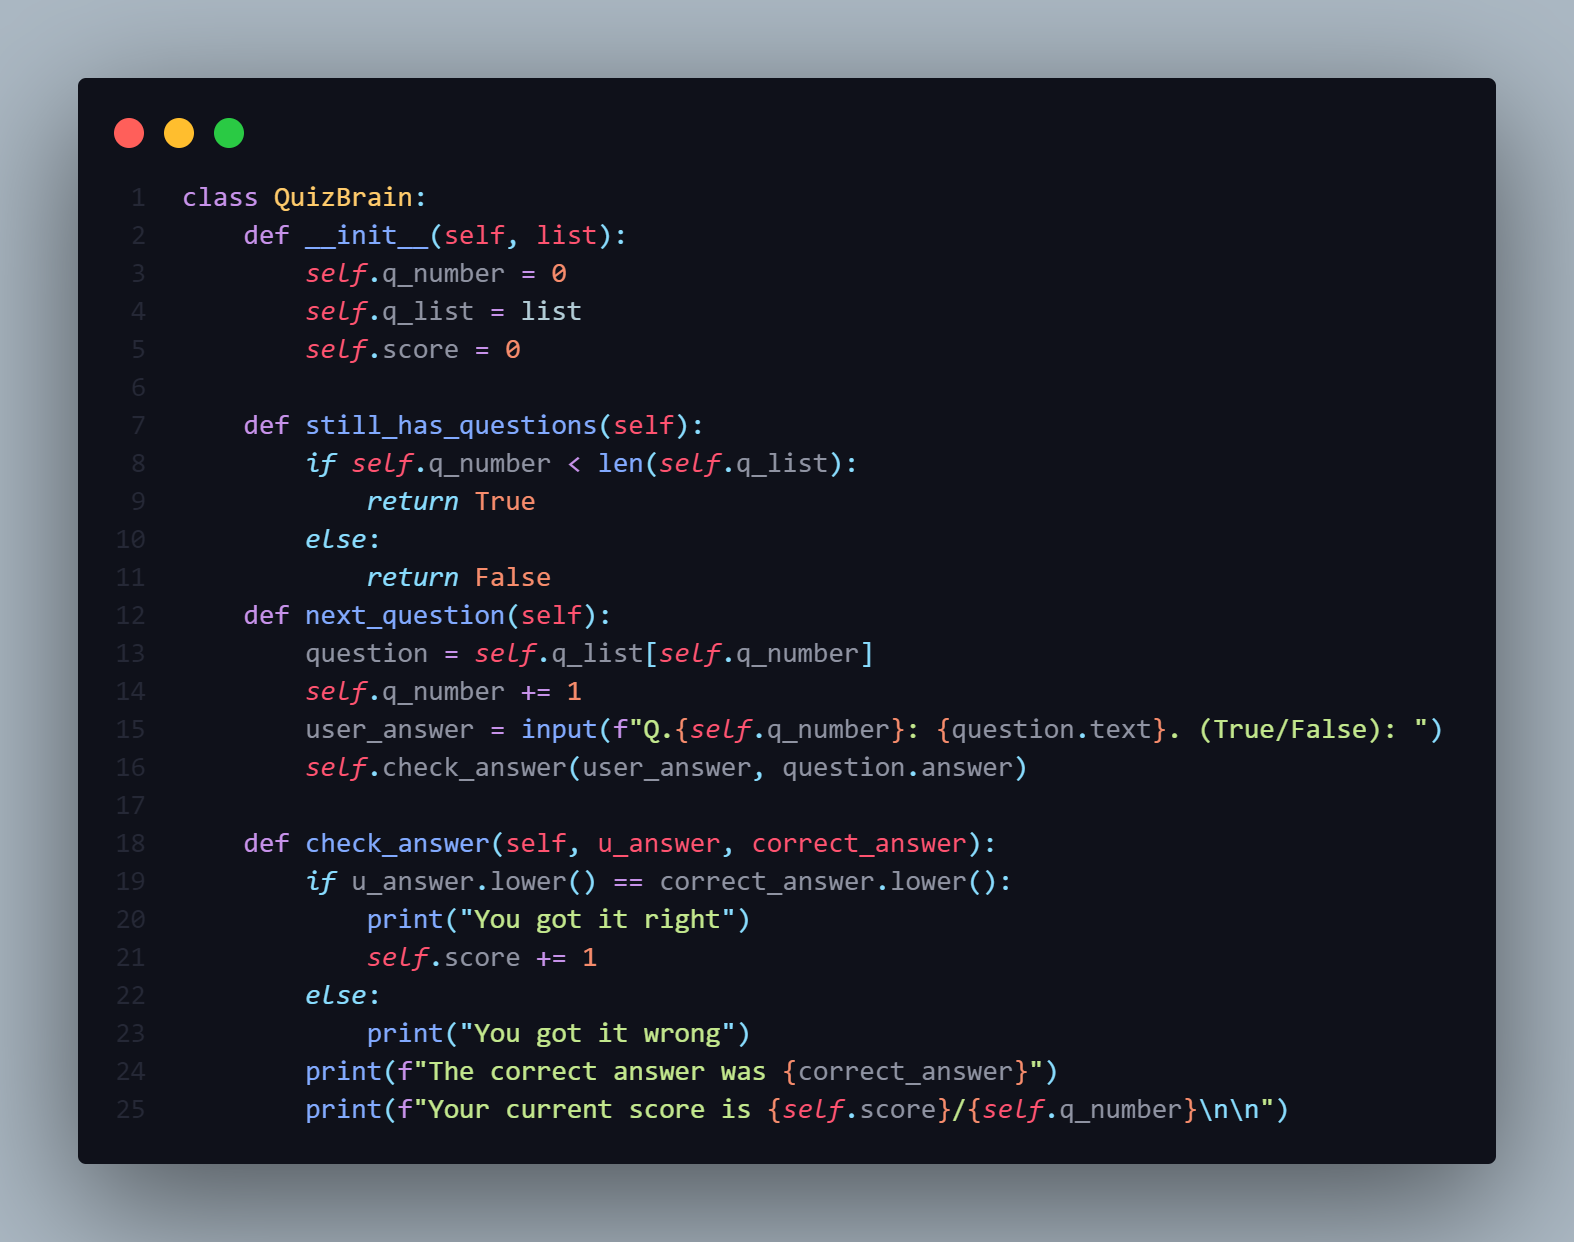 1 class QuizBrain:
2     def __init__(self, list):
3         self.q_number = 0
4         self.q_list = list
5         self.score = 0
6
7     def still_has_questions(self):
8         if self.q_number < len(self.q_list):
9             return True
10         else:
11             return False
12     def next_question(self):
13         question = self.q_list[self.q_number]
14         self.q_number += 1
15         user_answer = input(f"Q.{self.q_number}: {question.text}. (True/False): ")
16         self.check_answer(user_answer, question.answer)
17
18     def check_answer(self, u_answer, correct_answer):
19         if u_answer.lower() == correct_answer.lower():
20             print("You got it right")
21             self.score += 1
22         else:
23             print("You got it wrong")
24         print(f"The correct answer was {correct_answer}")
25         print(f"Your current score is {self.score}/{self.q_number}\n\n")